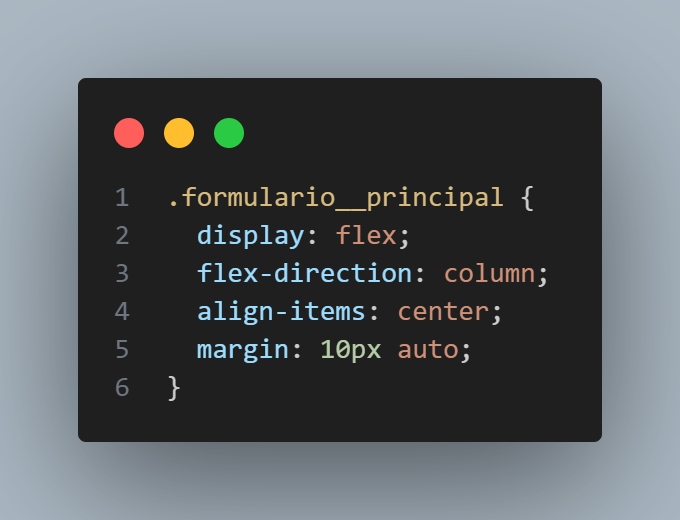 1 .formulario__principal {
2 display: flex;
3 flex-direction: column;
4 align-items: center;
5 margin: 10px auto;
6 }